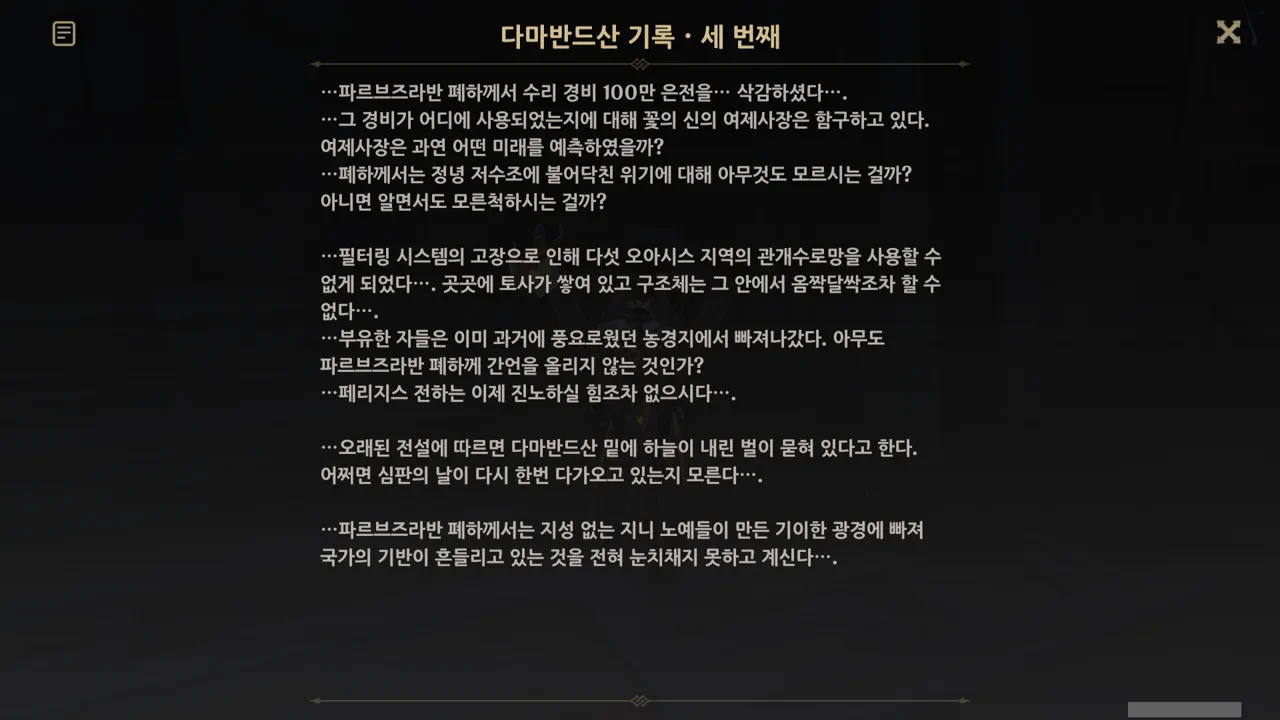 다마반드산 기록 · 세 번째
…파르브즈라반 폐하께서 수리 경비 100만 은전을… 삭감하셨다….
…그 경비가 어디에 사용되었는지에 대해 꽃의 신의 여제사장은 함구하고 있다.
여제사장은 과연 어떤 미래를 예측하였을까?
…폐하께서는 정녕 저수조에 불어닥친 위기에 대해 아무것도 모르시는 걸까?
아니면 알면서도 모른척하시는 걸까?
…필터링 시스템의 고장으로 인해 다섯 오아시스 지역의 관개수로망을 사용할 수
없게 되었다…. 곳곳에 토사가 쌓여 있고 구조체는 그 안에서 옴짝달싹조차 할 수
없다….
…부유한 자들은 이미 과거에 풍요로웠던 농경지에서 빠져나갔다. 아무도
파르브즈라반 폐하께 간언을 올리지 않는 것인가?
…페리지스 전하는 이제 진노하실 힘조차 없으시다….
…오래된 전설에 따르면 다마반드산 밑에 하늘이 내린 벌이 묻혀 있다고 한다.
어쩌면 심판의 날이 다시 한번 다가오고 있는지 모른다….
…파르브즈라반 폐하께서는 지성 없는 지니 노예들이 만든 기이한 광경에 빠져
국가의 기반이 흔들리고 있는 것을 전혀 눈치채지 못하고 계신다….